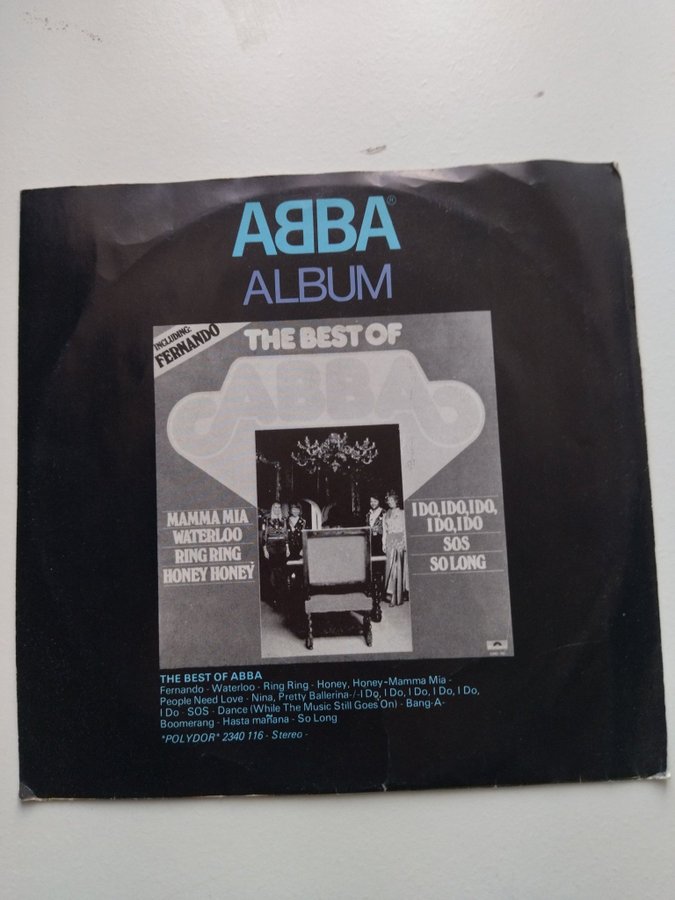 ABBA®
ALBUM
INCLUDING:
FERNANDO
THE BEST OF
ABBA
MAMMA MIA
WATERLOO
RING RING
HONEY HONEY
I DO, I DO, I DO,
I DO, I DO
SOS
SO LONG
THE BEST OF ABBA
Fernando - Waterloo - Ring Ring - Honey, Honey - Mamma Mia -
People Need Love - Nina, Pretty Ballerina -/- I Do, I Do, I Do, I Do,
I Do - SOS - Dance (While The Music Still Goes On) - Bang-A-
Boomerang - Hasta mañana - So Long
*POLYDOR* 2340 116 - Stereo -